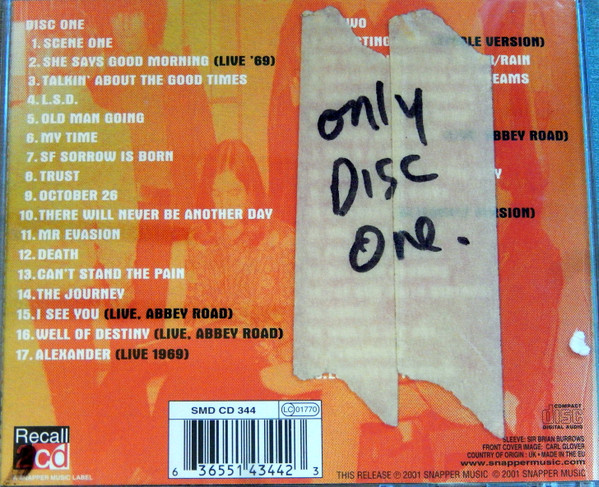 DISC ONE
1. SCENE ONE
2. SHE SAYS GOOD MORNING (LIVE '69)
3. TALKIN' ABOUT THE GOOD TIMES
4. L.S.D.
5. OLD MAN GOING
6. MY TIME
7. SF SORROW IS BORN
8. TRUST
9. OCTOBER 26
10. THERE WILL NEVER BE ANOTHER DAY
11. MR EVASION
12. DEATH
13. CAN'T STAND THE PAIN
14. THE JOURNEY
15. I SEE YOU (LIVE, ABBEY ROAD)
16. WELL OF DESTINY (LIVE, ABBEY ROAD)
17. ALEXANDER (LIVE 1969)
only
DISC
one.
VERSION)
/RAIN
BBEY ROAD)
Recall
2cd
A SNAPPER MUSIC LABEL
SMD CD 344
LC 01770
6 36551 43442 3
COMPACT
disc
DIGITAL AUDIO
SLEEVE: SIR BRIAN BURROWS
FRONT COVER IMAGE: CARL GLOVER
COUNTRY OF ORIGIN: UK • MADE IN THE EU
www.snappermusic.com
THIS RELEASE ℗ 2001 SNAPPER MUSIC © 2001 SNAPPER MUSIC